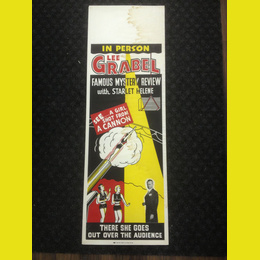 IN PERSON
LEE
GRABEL
FAMOUS MYSTERY REVIEW
with STARLET HELENE
SEE A GIRL
SHOT FROM
A CANNON
THERE SHE GOES
OUT OVER THE AUDIENCE